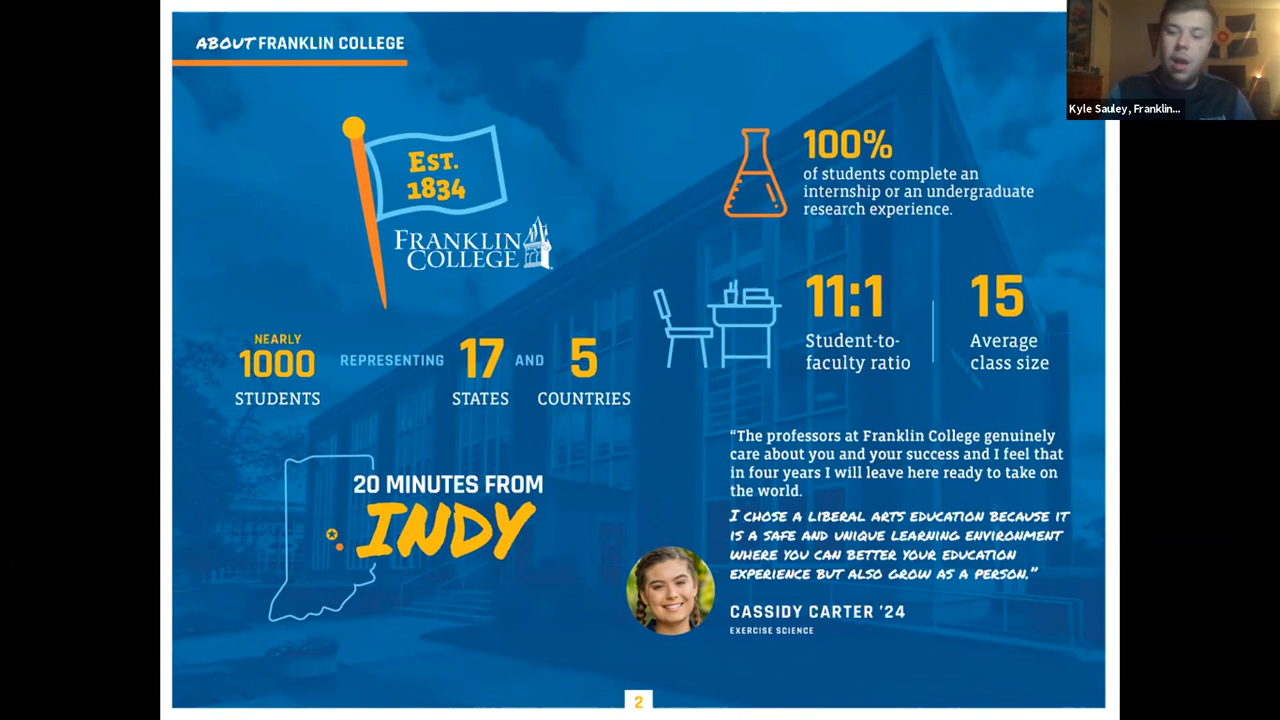 ABOUT FRANKLIN COLLEGE
Kyle Sauley, Franklin...
EST.
1834
FRANKLIN
COLLEGE
NEARLY
1000
STUDENTS
REPRESENTING
17
STATES
AND
5
COUNTRIES
20 MINUTES FROM
INDY
100%
of students complete an
internship or an undergraduate
research experience.
11:1
Student-to-
faculty ratio
15
Average
class size
“The professors at Franklin College genuinely
care about you and your success and I feel that
in four years I will leave here ready to take on
the world.
I CHOSE A LIBERAL ARTS EDUCATION BECAUSE IT
IS A SAFE AND UNIQUE LEARNING ENVIRONMENT
WHERE YOU CAN BETTER YOUR EDUCATION
EXPERIENCE BUT ALSO GROW AS A PERSON.”
CASSIDY CARTER ’24
EXERCISE SCIENCE
2